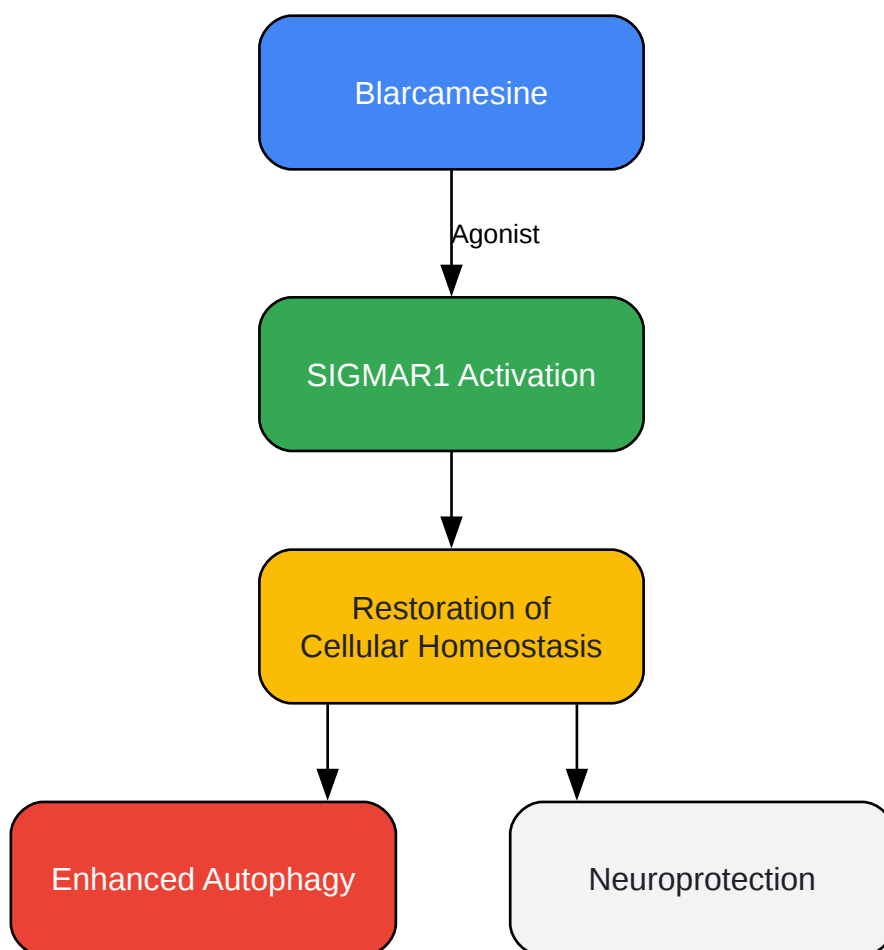 Blarcamesine
Agonist
SIGMAR1 Activation
Restoration of
Cellular Homeostasis
Enhanced Autophagy
Neuroprotection